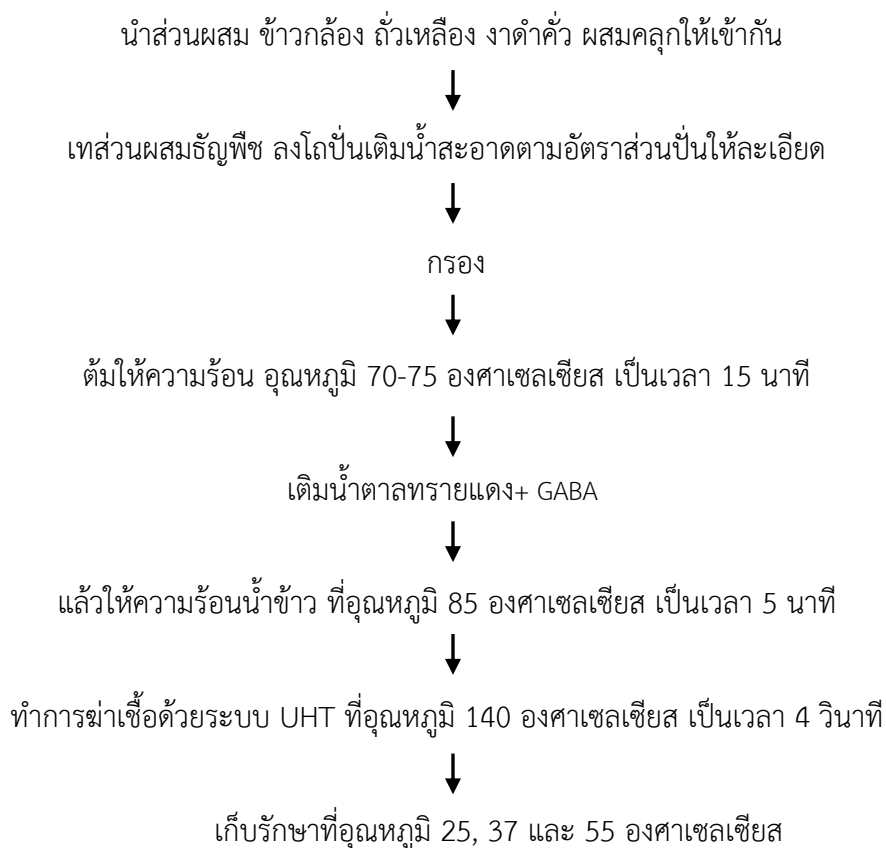 นำส่วนผสม ข้าวกล้อง ถั่วเหลือง งาดำคั่ว ผสมคลุกให้เข้ากัน
เทส่วนผสมธัญพืช ลงโถปั่นเติมน้ำสะอาดตามอัตราส่วนปั่นให้ละเอียด
กรอง
ต้มให้ความร้อน อุณหภูมิ 70-75 องศาเซลเซียส เป็นเวลา 15 นาที
เติมน้ำตาลทรายแดง+ GABA
แล้วให้ความร้อนน้ำข้าว ที่อุณหภูมิ 85 องศาเซลเซียส เป็นเวลา 5 นาที
ทำการฆ่าเชื้อด้วยระบบ UHT ที่อุณหภูมิ 140 องศาเซลเซียส เป็นเวลา 4 วินาที
เก็บรักษาที่อุณหภูมิ 25, 37 และ 55 องศาเซลเซียส